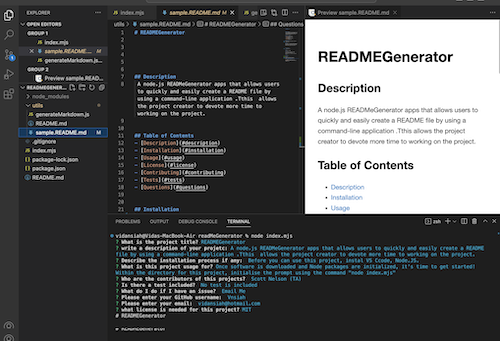 EXPLORER
OPEN EDITORS
GROUP 1
index.mjs
sample.README.md... M
generateMarkdown.js...
GROUP 2
Preview sample.READ...
READMEGENER...
node_modules
utils
generateMarkdown.js
README.md
sample.README.md M
.gitignore
index.mjs
package-lock.json
package.json
README.md
index.mjs
sample.README.md M
ge
utils > sample.README.md > # READMEGenerator > ## Questions
# READMEGenerator
## Description
A node.js READMEGenerator apps that allows users
to quickly and easily create a README file by
using a command-line application .Tthis  allows
the project creator to devote more time to
working on the project.
## Table of Contents
- [Description](#description)
- [Installation](#installation)
- [Usage](#usage)
- [License](#license)
- [Contributing](#contributing)
- [Tests](#tests)
- [Questions](#questions)
## Installation
Preview sample.README.md
READMEGenerator
Description
A node.js READMEGenerator apps that allows users to
quickly and easily create a README file by using a
command-line application .Tthis allows the project
creator to devote more time to working on the project.
Table of Contents
• Description
• Installation
• Usage
PROBLEMS
OUTPUT
DEBUG CONSOLE
TERMINAL
zsh
vidansiah@Vidas-MacBook-Air readMeGenerator % node index.mjs
? What is the project title? READMEGenerator
? write a description of your projetc: A node.js READMeGenerator apps that allows users to quickly and easily create a README
file by using a command-line application .Tthis  allows the project creator to devote more time to working on the project.
? Describe the installation process if any:  Before you can use this project, instal VS Code, Node.JS.
? What is this project usage for? Once software is downloaded and Node packages are initialized, it's time to get started!
Within the directory for this project, initialise the prompts using the command "node index.mjs"
? Who are the contributors of this projects?  Scott Nelson (TA)
? Is there a test included?  No test is included
? What do I do if I have an issue?  Email Me
? Please enter your GitHub username:  Vnsiah
? Please enter your email:  vidansiah@hotmail.com
? what license is needed for this project? MIT
# READMEGenerator